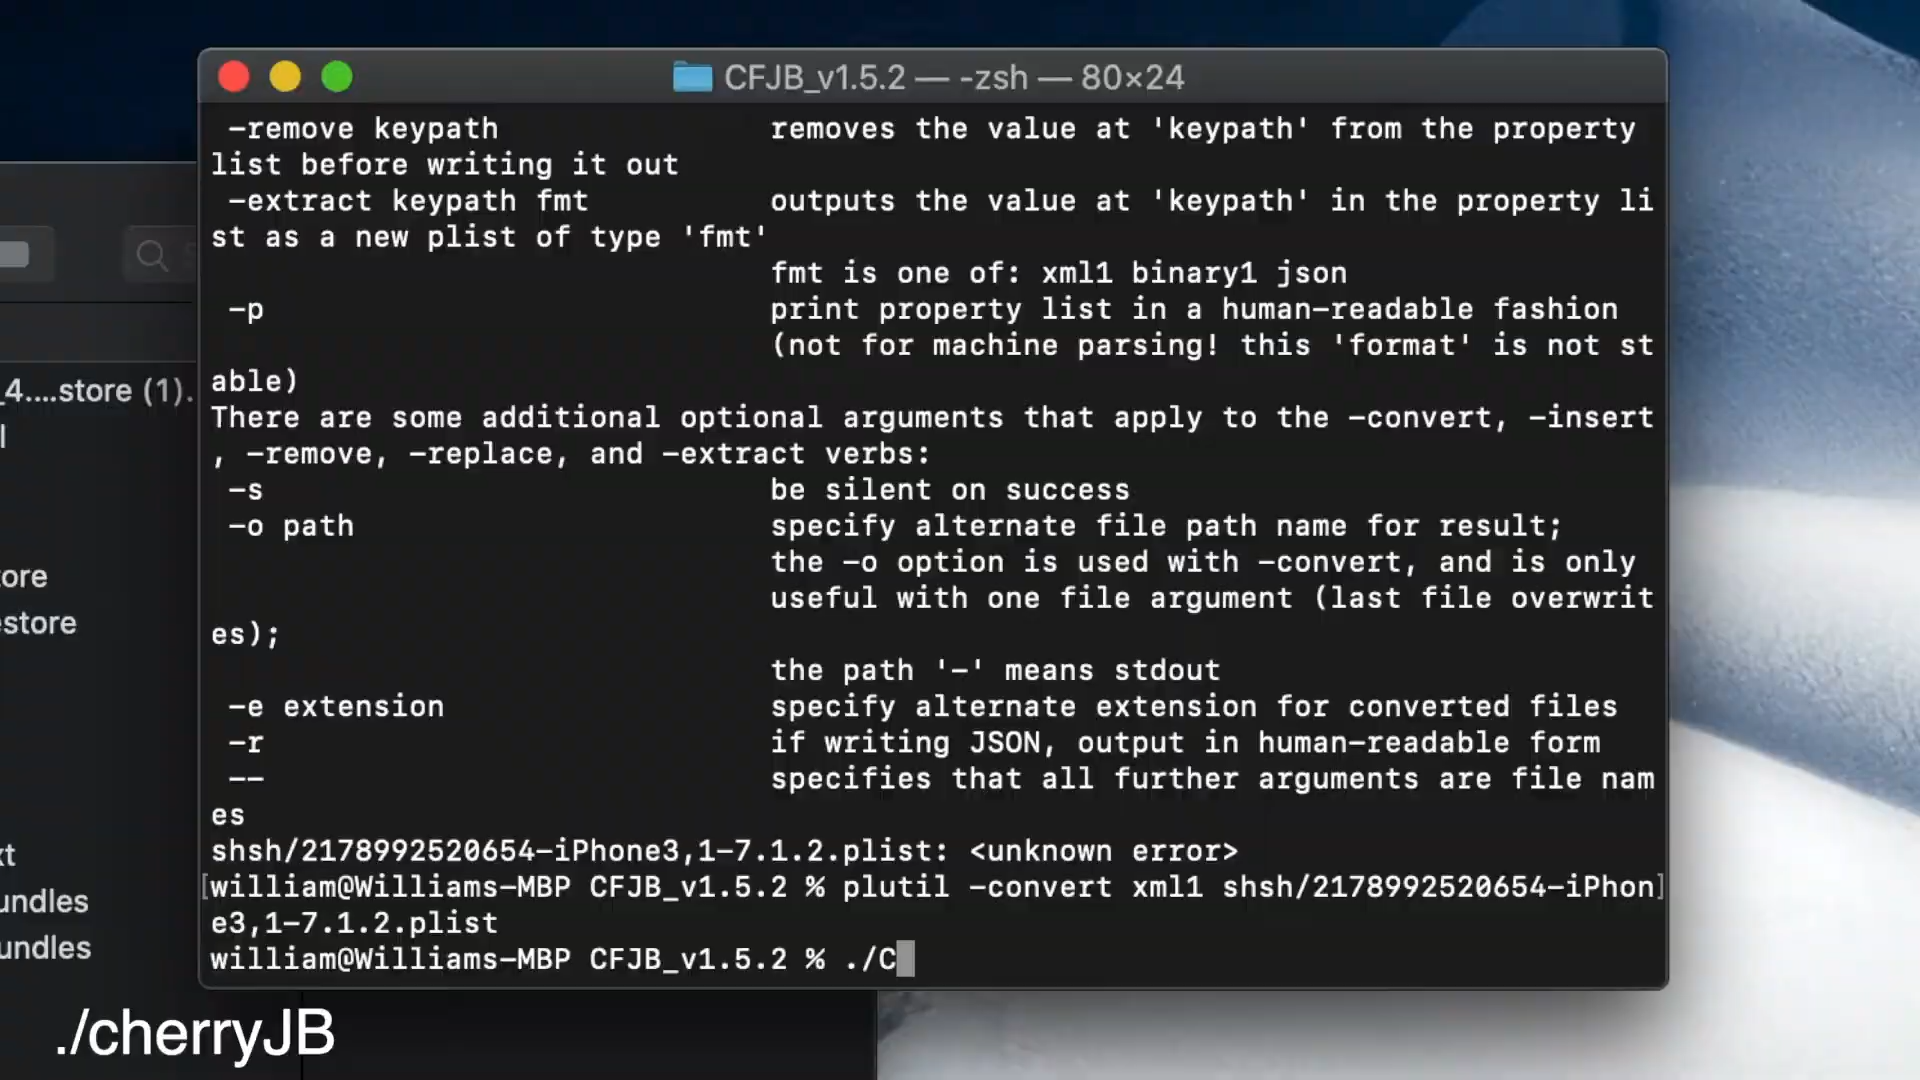 CFJB_v1.5.2 — -zsh — 80×24
-remove keypath removes the value at 'keypath' from the property
list before writing it out
-extract keypath fmt outputs the value at 'keypath' in the property li
st as a new plist of type 'fmt'
fmt is one of: xml1 binary1 json
-p print property list in a human-readable fashion
(not for machine parsing! this 'format' is not st
able)
There are some additional optional arguments that apply to the -convert, -insert
, -remove, -replace, and -extract verbs:
-s be silent on success
-o path specify alternate file path name for result;
the -o option is used with -convert, and is only
useful with one file argument (last file overwrit
es);
the path '-' means stdout
-e extension specify alternate extension for converted files
-r if writing JSON, output in human-readable form
-- specifies that all further arguments are file nam
es
shsh/2178992520654-iPhone3,1-7.1.2.plist: <unknown error>
[william@Williams-MBP CFJB_v1.5.2 % plutil -convert xml1 shsh/2178992520654-iPhon]
e3,1-7.1.2.plist
william@Williams-MBP CFJB_v1.5.2 % ./C
_4....store (1).
ore
estore
xt
undles
undles
./cherryJB